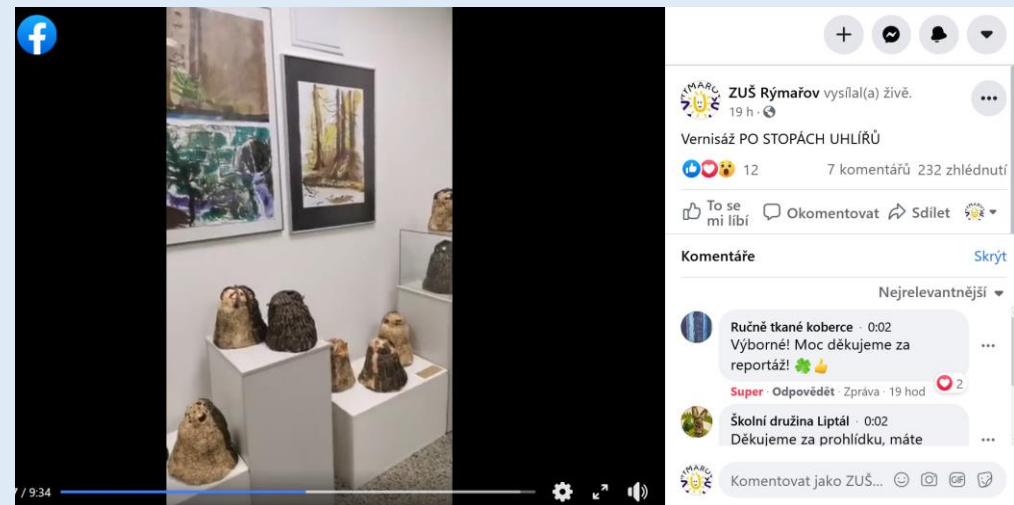 ZUŠ Rýmařov vysílal(a) živě.
19 h ·
Vernisáž PO STOPÁCH UHLÍŘŮ
12 7 komentářů 232 zhlédnutí
To se mi líbí Okomentovat Sdílet
Komentáře Skrýt
Nejrelevantnější
Ručně tkané koberce · 0:02
Výborné! Moc děkujeme za
reportáž! 🍀👍
Super · Odpovědět · Zpráva · 19 hod 2
Školní družina Liptál · 0:02
Děkujeme za prohlídku, máte
Komentovat jako ZUŠ... GIF
/ 9:34